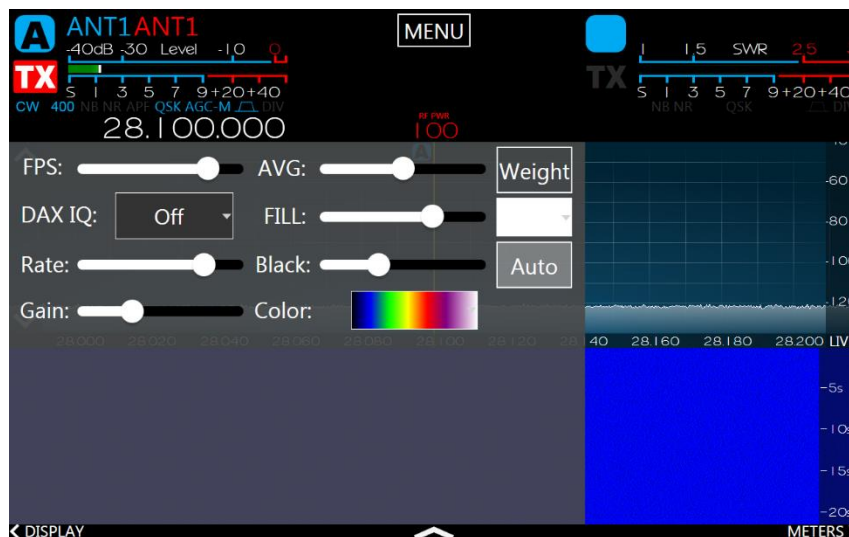 A ANT1 ANT1 MENU
-40dB -30 Level -10 0 1 1.5 SWR 2.5
TX TX
S 1 3 5 7 9 +20 +40 S 1 3 5 7 9 +20 +40
CW 400 NB NR APF QSK AGC-M DIV NB NR QSK DIV
28.100.000 RF PWR
100
A
FPS: AVG: Weight -60
DAX IQ: Off FILL: -80
Rate: Black: Auto -100
Gain: Color: -120
28.000 28.020 28.040 28.060 28.080 28.100 28.120 28.140 28.160 28.180 28.200 LIV
-5s
-10s
-15s
-20s
< DISPLAY METERS